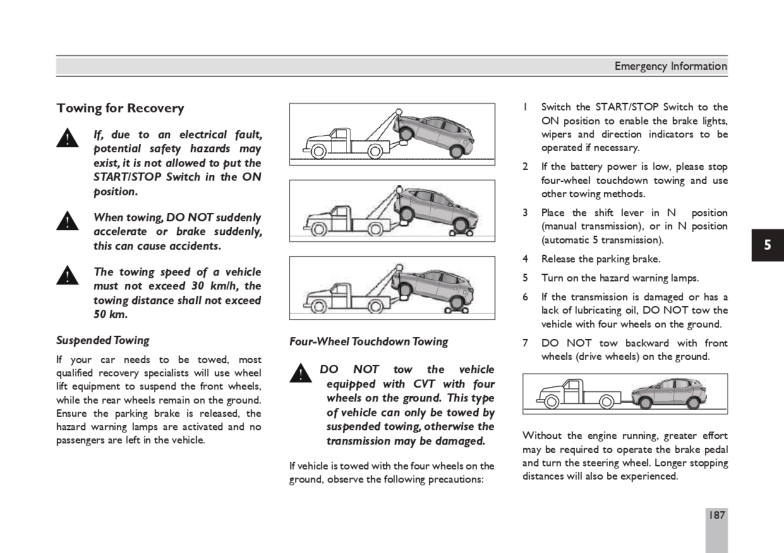 Emergency Information
Towing for Recovery
If, due to an electrical fault,
potential safety hazards may
exist, it is not allowed to put the
START/STOP Switch in the ON
position.
When towing, DO NOT suddenly
accelerate or brake suddenly,
this can cause accidents.
The towing speed of a vehicle
must not exceed 30 km/h, the
towing distance shall not exceed
50 km.
Suspended Towing
If your car needs to be towed, most
qualified recovery specialists will use wheel
lift equipment to suspend the front wheels,
while the rear wheels remain on the ground.
Ensure the parking brake is released, the
hazard warning lamps are activated and no
passengers are left in the vehicle.
Four-Wheel Touchdown Towing
DO NOT tow the vehicle
equipped with CVT with four
wheels on the ground. This type
of vehicle can only be towed by
suspended towing, otherwise the
transmission may be damaged.
If vehicle is towed with the four wheels on the
ground, observe the following precautions:
1 Switch the START/STOP Switch to the
ON position to enable the brake lights,
wipers and direction indicators to be
operated if necessary.
2 If the battery power is low, please stop
four-wheel touchdown towing and use
other towing methods.
3 Place the shift lever in N position
(manual transmission), or in N position
(automatic 5 transmission).
4 Release the parking brake.
5 Turn on the hazard warning lamps.
6 If the transmission is damaged or has a
lack of lubricating oil, DO NOT tow the
vehicle with four wheels on the ground.
7 DO NOT tow backward with front
wheels (drive wheels) on the ground.
Without the engine running, greater effort
may be required to operate the brake pedal
and turn the steering wheel. Longer stopping
distances will also be experienced.
5
187